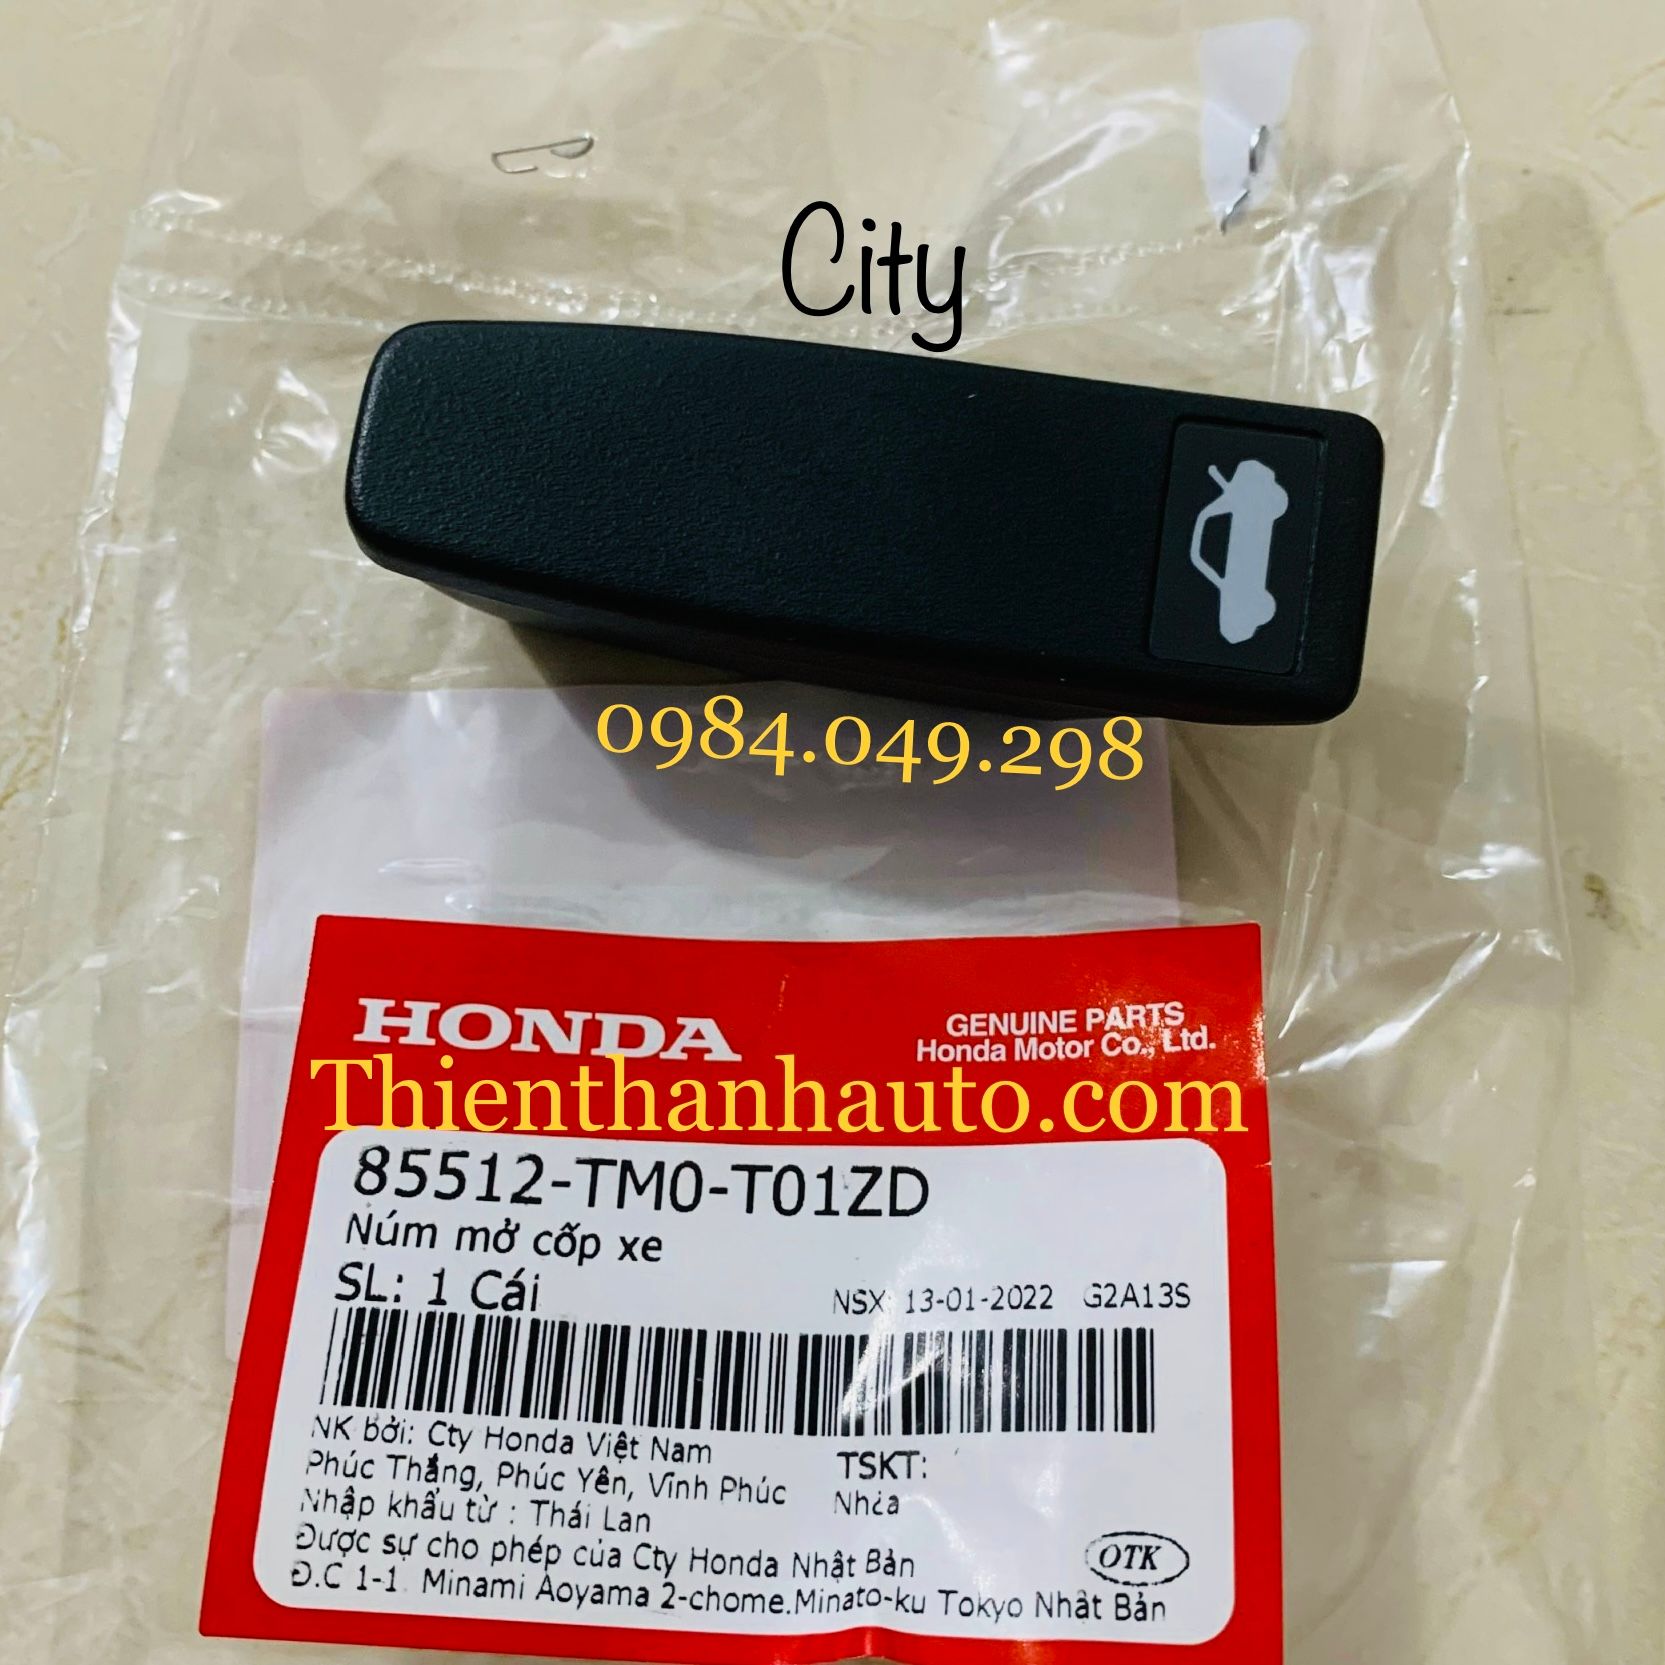 City
0984.049.298
HONDA
GENUINE PARTS
Honda Motor Co., Ltd.
Thienthanhauto.com
85512-TM0-T01ZD
Núm mở cốp xe
SL: 1 Cái
NSX: 13-01-2022 G2A13S
NK bởi: Cty Honda Việt Nam
Phúc Thắng, Phúc Yên, Vĩnh Phúc
Nhập khẩu từ : Thái Lan
Được sự cho phép của Cty Honda Nhật Bản
Đ.C 1-1 Minami Aoyama 2-chome.Minato-ku Tokyo Nhật Bản
TSKT:
Nhựa
OTK